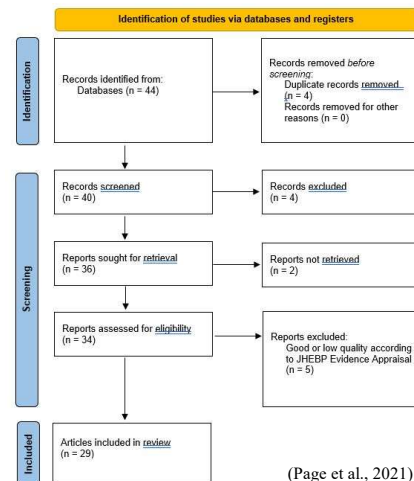 Identification of studies via databases and registers
Identification
Records identified from:
Databases (n = 44)
Records removed before
screening:
Duplicate records removed
(n = 4)
Records removed for other
reasons (n = 0)
Screening
Records screened
(n = 40)
Records excluded
(n = 4)
Reports sought for retrieval
(n = 36)
Reports not retrieved
(n = 2)
Reports assessed for eligibility
(n = 34)
Reports excluded:
Good or low quality according
to JHEBP Evidence Appraisal
(n = 5)
Included
Articles included in review
(n = 29)
(Page et al., 2021)